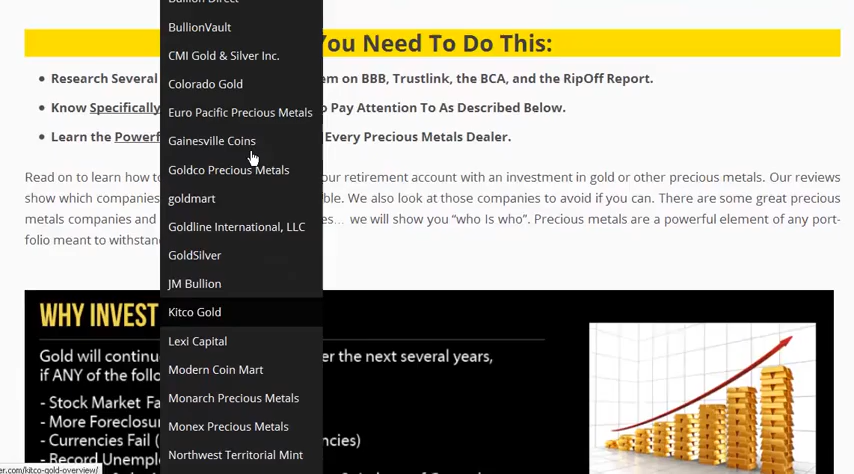 BullionVault
CMI Gold & Silver Inc.
Colorado Gold
Euro Pacific Precious Metals
Gainesville Coins
Goldco Precious Metals
goldmart
Goldline International, LLC
GoldSilver
JM Bullion
Kitco Gold
Lexi Capital
Modern Coin Mart
Monarch Precious Metals
Monex Precious Metals
Northwest Territorial Mint
You Need To Do This:
Research Several
m on BBB, Trustlink, the BCA, and the RipOff Report.
Know Specifically
o Pay Attention To As Described Below.
Learn the Powerf
Every Precious Metals Dealer.
Read on to learn how to
our retirement account with an investment in gold or other precious metals. Our reviews
show which companies
ble. We also look at those companies to avoid if you can. There are some great precious
metals companies and
es... we will show you “who Is who”. Precious metals are a powerful element of any port-
folio meant to withstan
WHY INVEST
Gold will continu
er the next several years,
if ANY of the follo
- Stock Market Fa
- More Foreclosu
- Currencies Fail (
encies)
- Record Unempl
er.com/kitco-gold-overview/